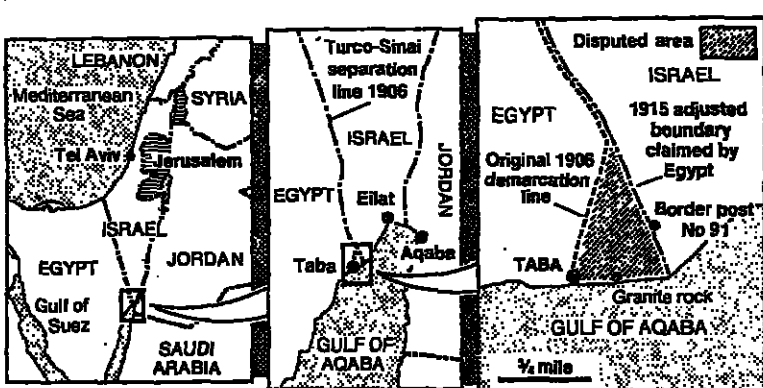 LEBANON
Mediterranean
Sea
SYRIA
Tel Aviv
Jerusalem
ISRAEL
EGYPT
JORDAN
Gulf of
Suez
SAUDI
ARABIA
Turco-Sinai
separation
line 1906
ISRAEL
JORDAN
EGYPT
Eilat
Taba
Aqaba
GULF OF
AQABA
Disputed area
ISRAEL
EGYPT
1915 adjusted
boundary
claimed by
Egypt
Original 1906
demarcation
line
Border post
No 91
TABA
Granite rock
GULF OF AQABA
mile